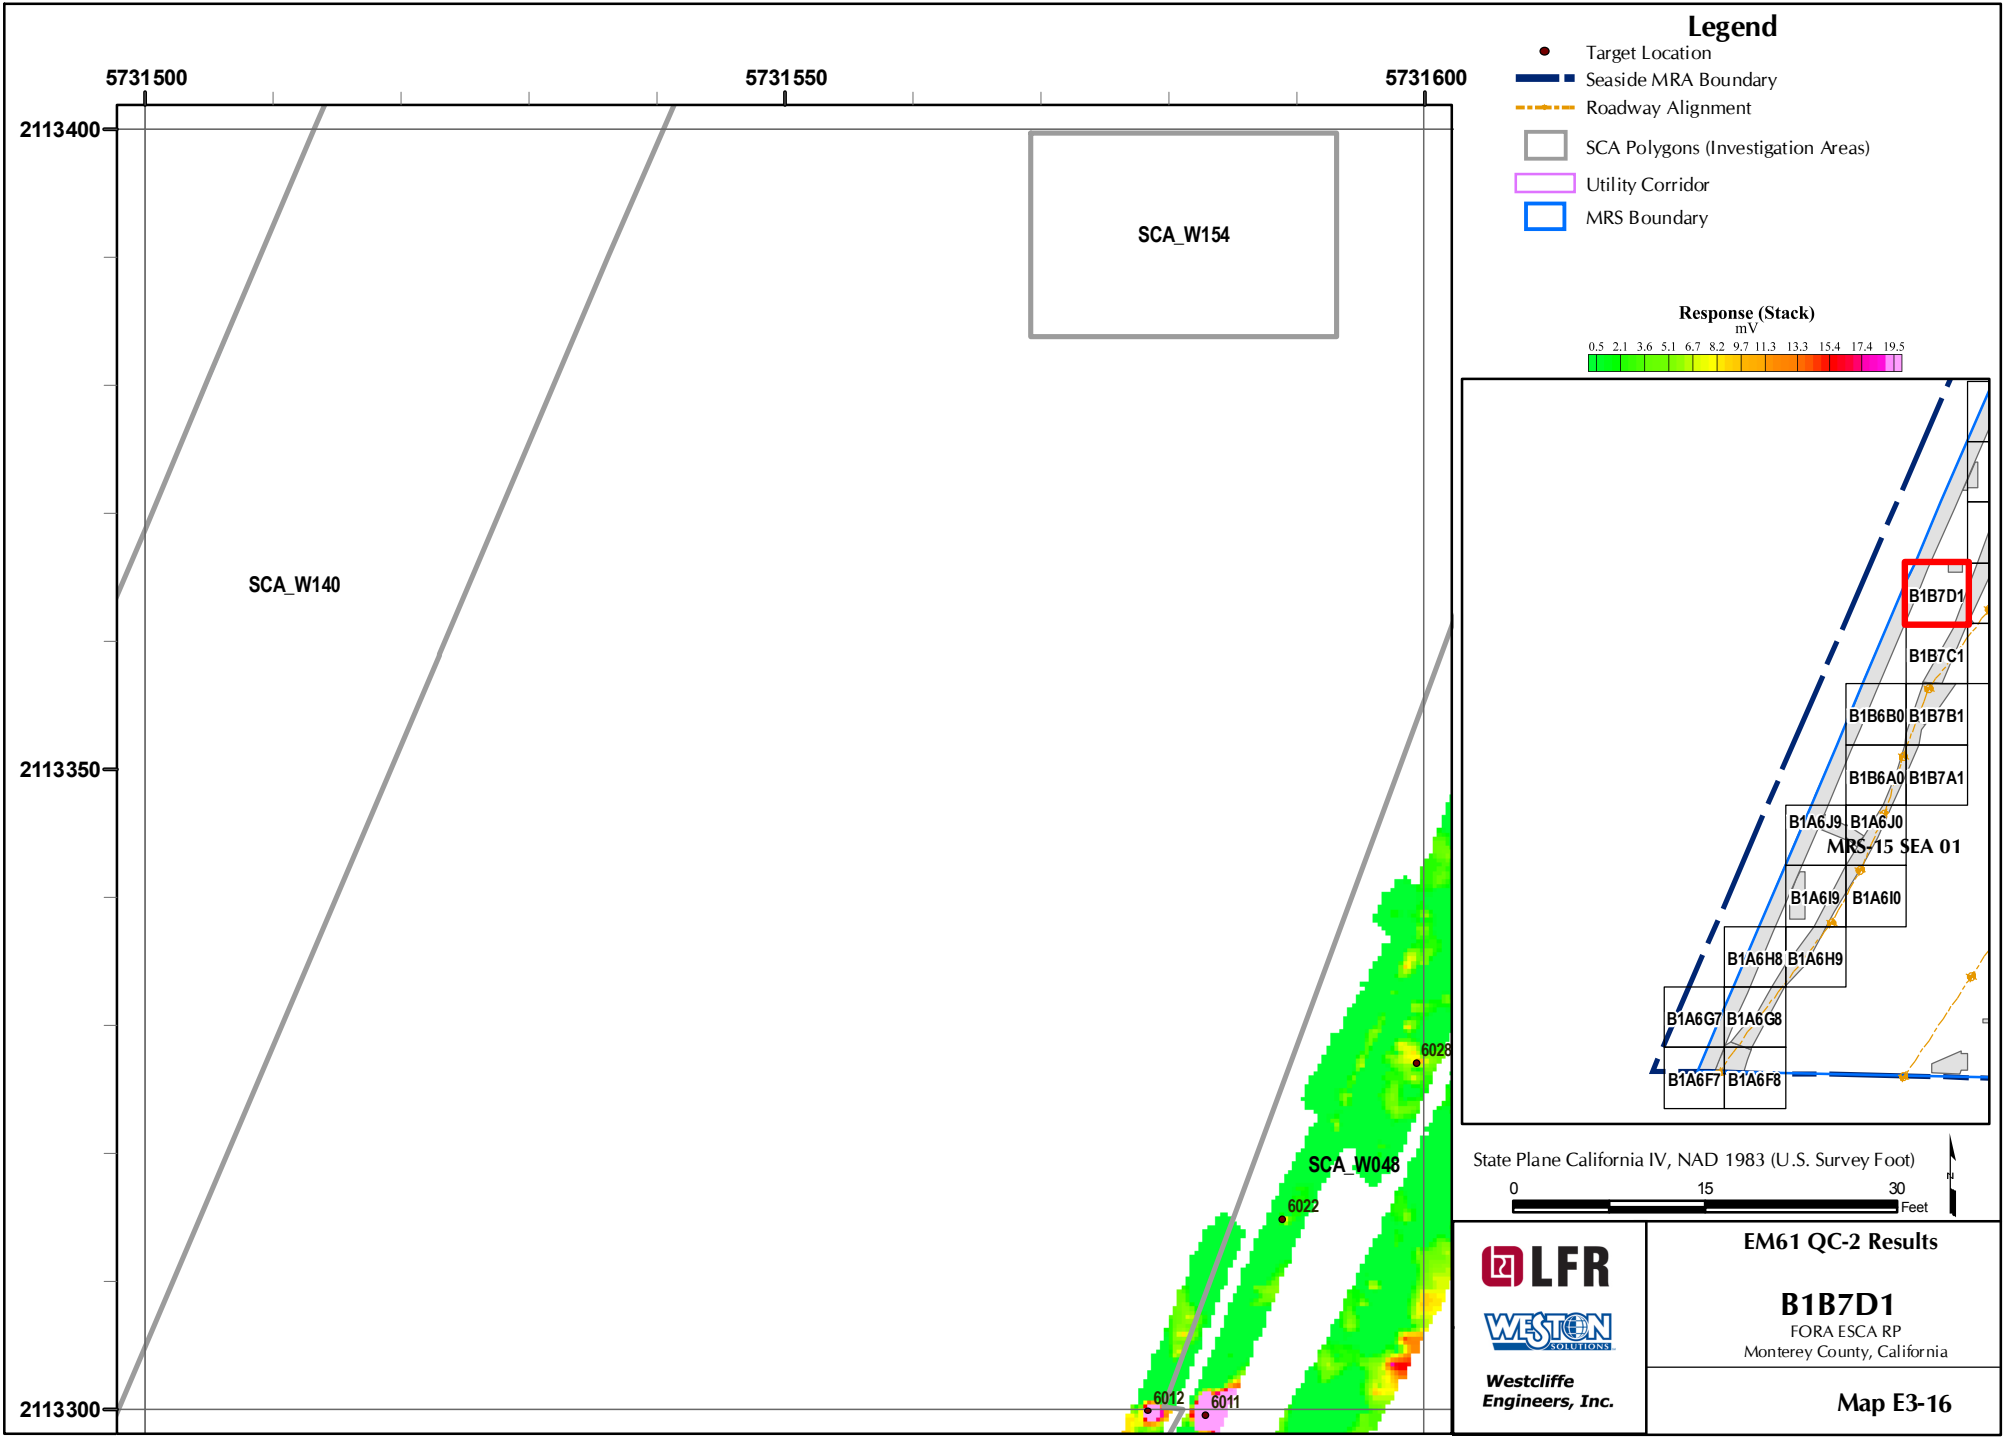 5731500
5731550
5731600
2113400
2113350
2113300
SCA_W154
SCA_W140
SCA_W048
6028
6022
6012
6011
Legend
Target Location
Seaside MRA Boundary
Roadway Alignment
SCA Polygons (Investigation Areas)
Utility Corridor
MRS Boundary
Response (Stack)
mV
0.5 2.1 3.6 5.1 6.7 8.2 9.7 11.3 13.3 15.4 17.4 19.5
B1B7D1
B1B7C1
B1B6B0 B1B7B1
B1B6A0 B1B7A1
B1A6J9 B1A6J0
MRS-15 SEA 01
B1A6I9 B1A6I0
B1A6H8 B1A6H9
B1A6G7 B1A6G8
B1A6F7 B1A6F8
State Plane California IV, NAD 1983 (U.S. Survey Foot)
0 15 30
Feet
N
LFR
WESTON
SOLUTIONS
Westcliffe
Engineers, Inc.
EM61 QC-2 Results
B1B7D1
FORA ESCA RP
Monterey County, California
Map E3-16